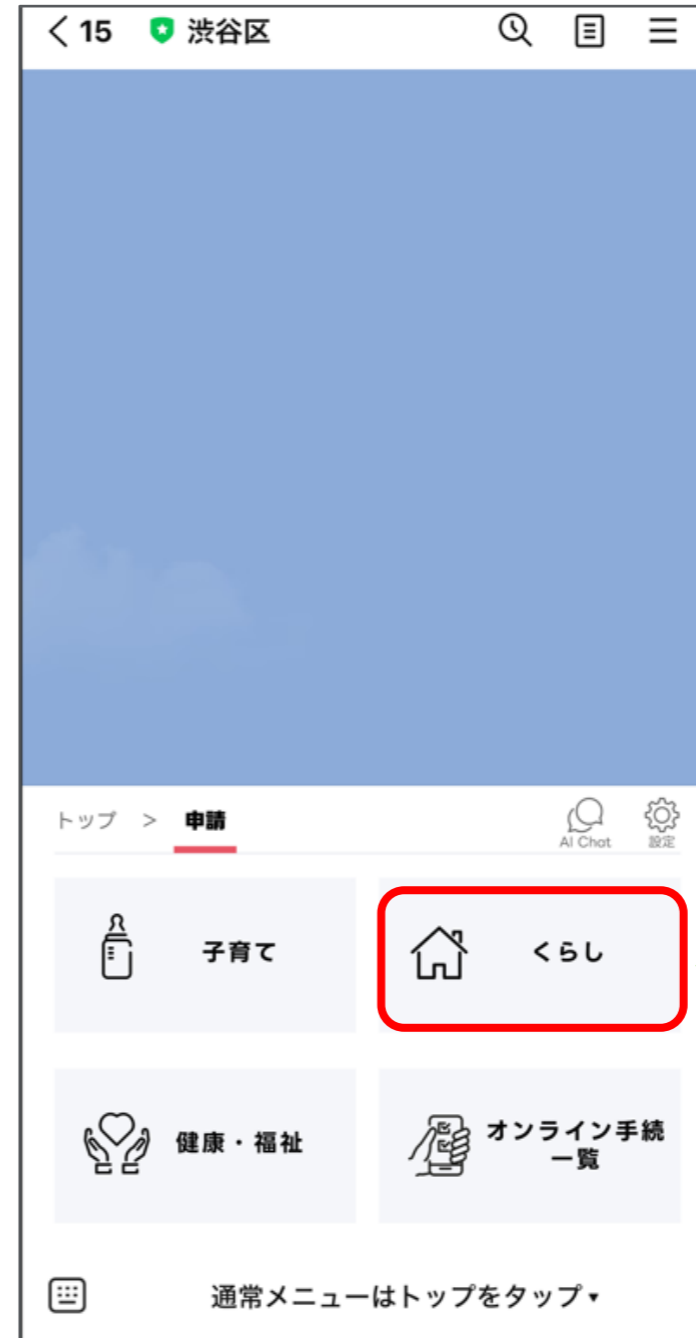 15 渋谷区
トップ > 申請
AI Chat 設定
子育て くらし
健康・福祉 オンライン手続
一覧
通常メニューはトップをタップ▾